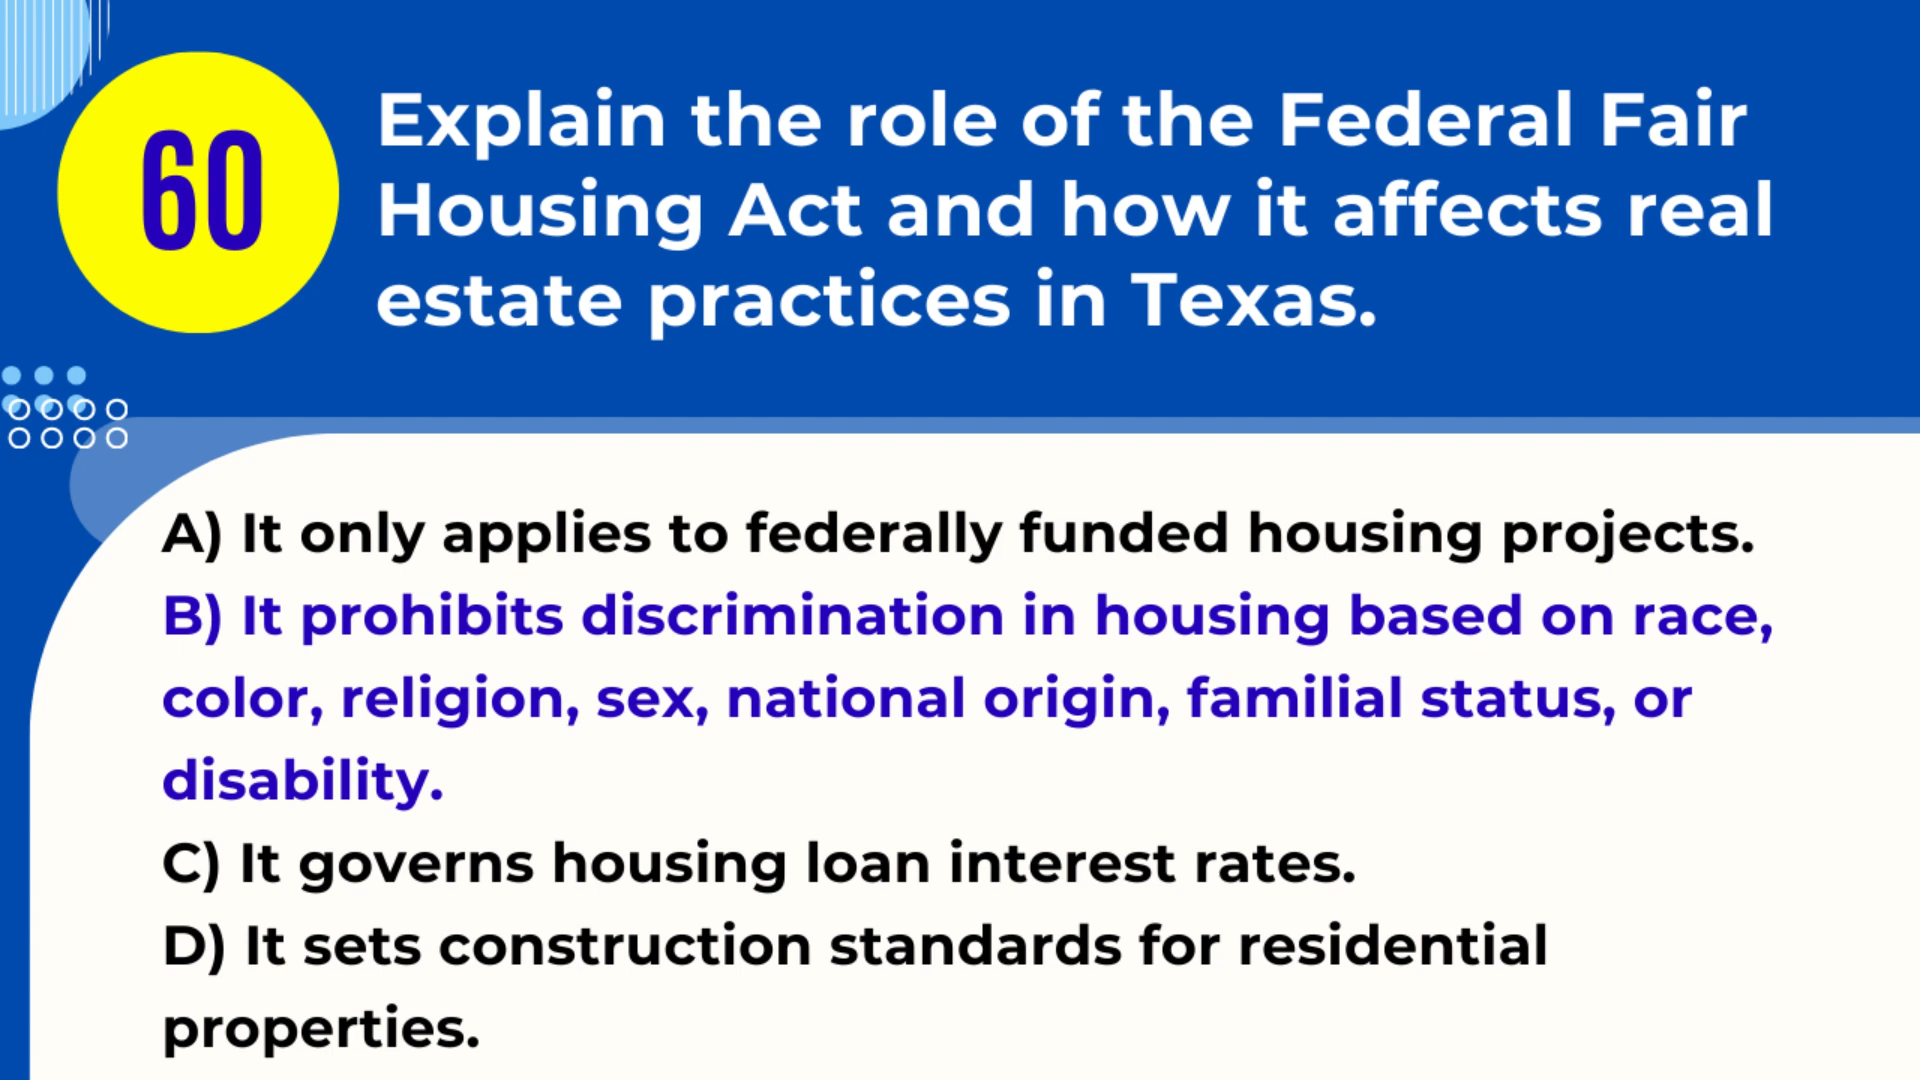 60
Explain the role of the Federal Fair
Housing Act and how it affects real
estate practices in Texas.
A) It only applies to federally funded housing projects.
B) It prohibits discrimination in housing based on race,
color, religion, sex, national origin, familial status, or
disability.
C) It governs housing loan interest rates.
D) It sets construction standards for residential
properties.